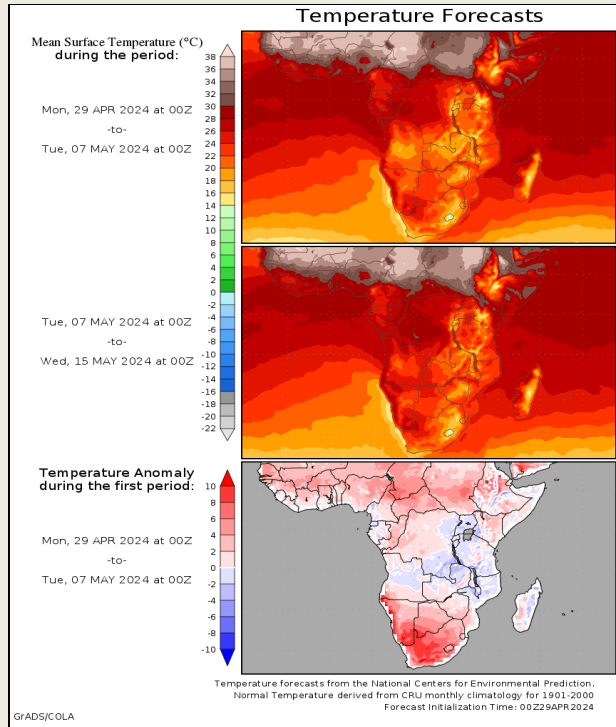 Temperature Forecasts
Mean Surface Temperature (°C)
during the period:
38
36
34
32
30
28
26
24
22
20
18
16
14
12
10
8
6
4
2
0
-2
-4
-6
-8
-10
-12
-14
-16
-18
-20
-22
Mon, 29 APR 2024 at 00Z
-to-
Tue, 07 MAY 2024 at 00Z
Tue, 07 MAY 2024 at 00Z
-to-
Wed, 15 MAY 2024 at 00Z
Temperature Anomaly
during the first period:
10
8
6
4
2
0
-2
-4
-6
-8
-10
Mon, 29 APR 2024 at 00Z
-to-
Tue, 07 MAY 2024 at 00Z
Temperature forecasts from the National Centers for Environmental Prediction.
Normal Temperature derived from CRU monthly climatology for 1901-2000
Forecast Initialization Time: 00Z29APR2024
GrADS/COLA